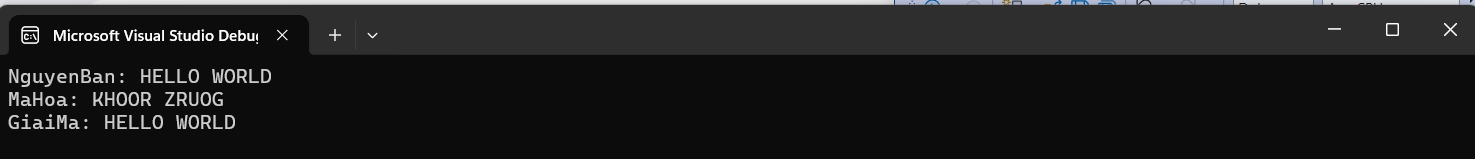 Microsoft Visual Studio Debu
NguyenBan: HELLO WORLD
MaHoa: KHOOR ZRUOG
GiaiMa: HELLO WORLD